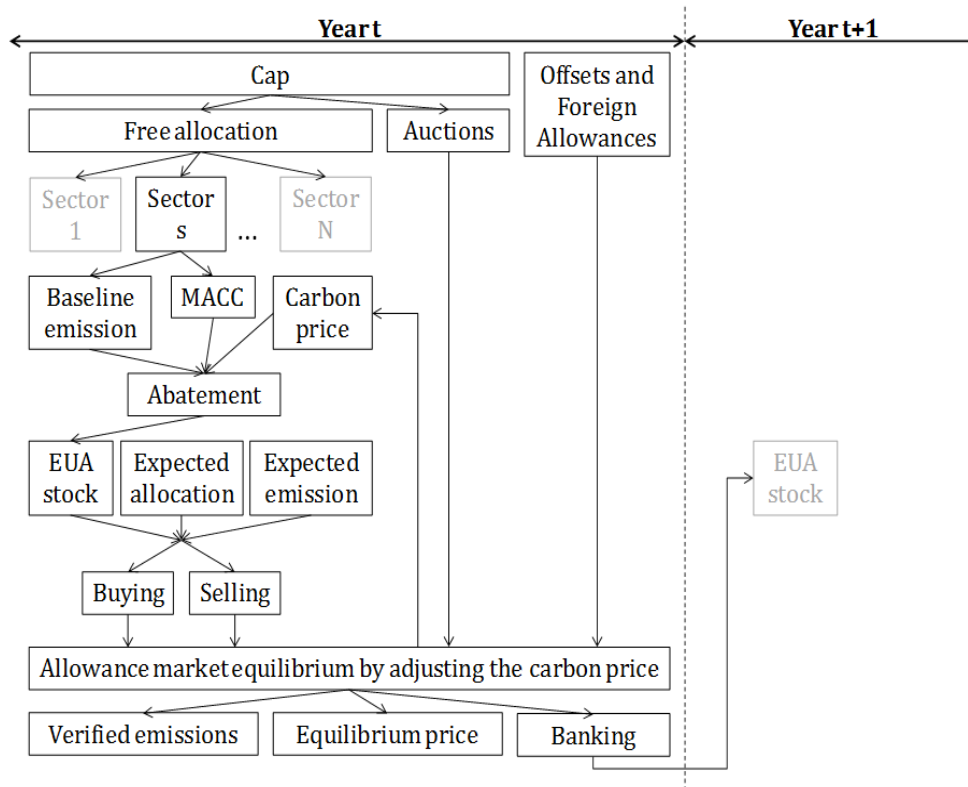 Year t
Year t+1
Cap
Offsets and
Foreign
Allowances
Free allocation
Auctions
Sector
1
Sector
s
...
Sector
N
Baseline
emission
MACC
Carbon
price
Abatement
EUA
stock
Expected
allocation
Expected
emission
EUA
stock
Buying
Selling
Allowance market equilibrium by adjusting the carbon price
Verified emissions
Equilibrium price
Banking